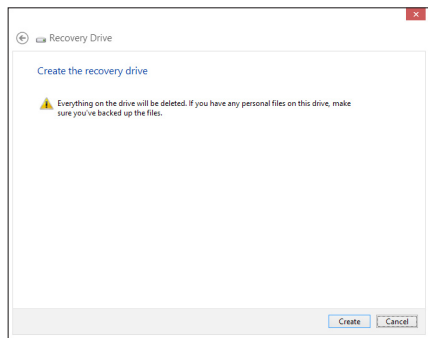 Recovery Drive
Create the recovery drive
Everything on the drive will be deleted. If you have any personal files on this drive, make
sure you've backed up the files.
Create Cancel